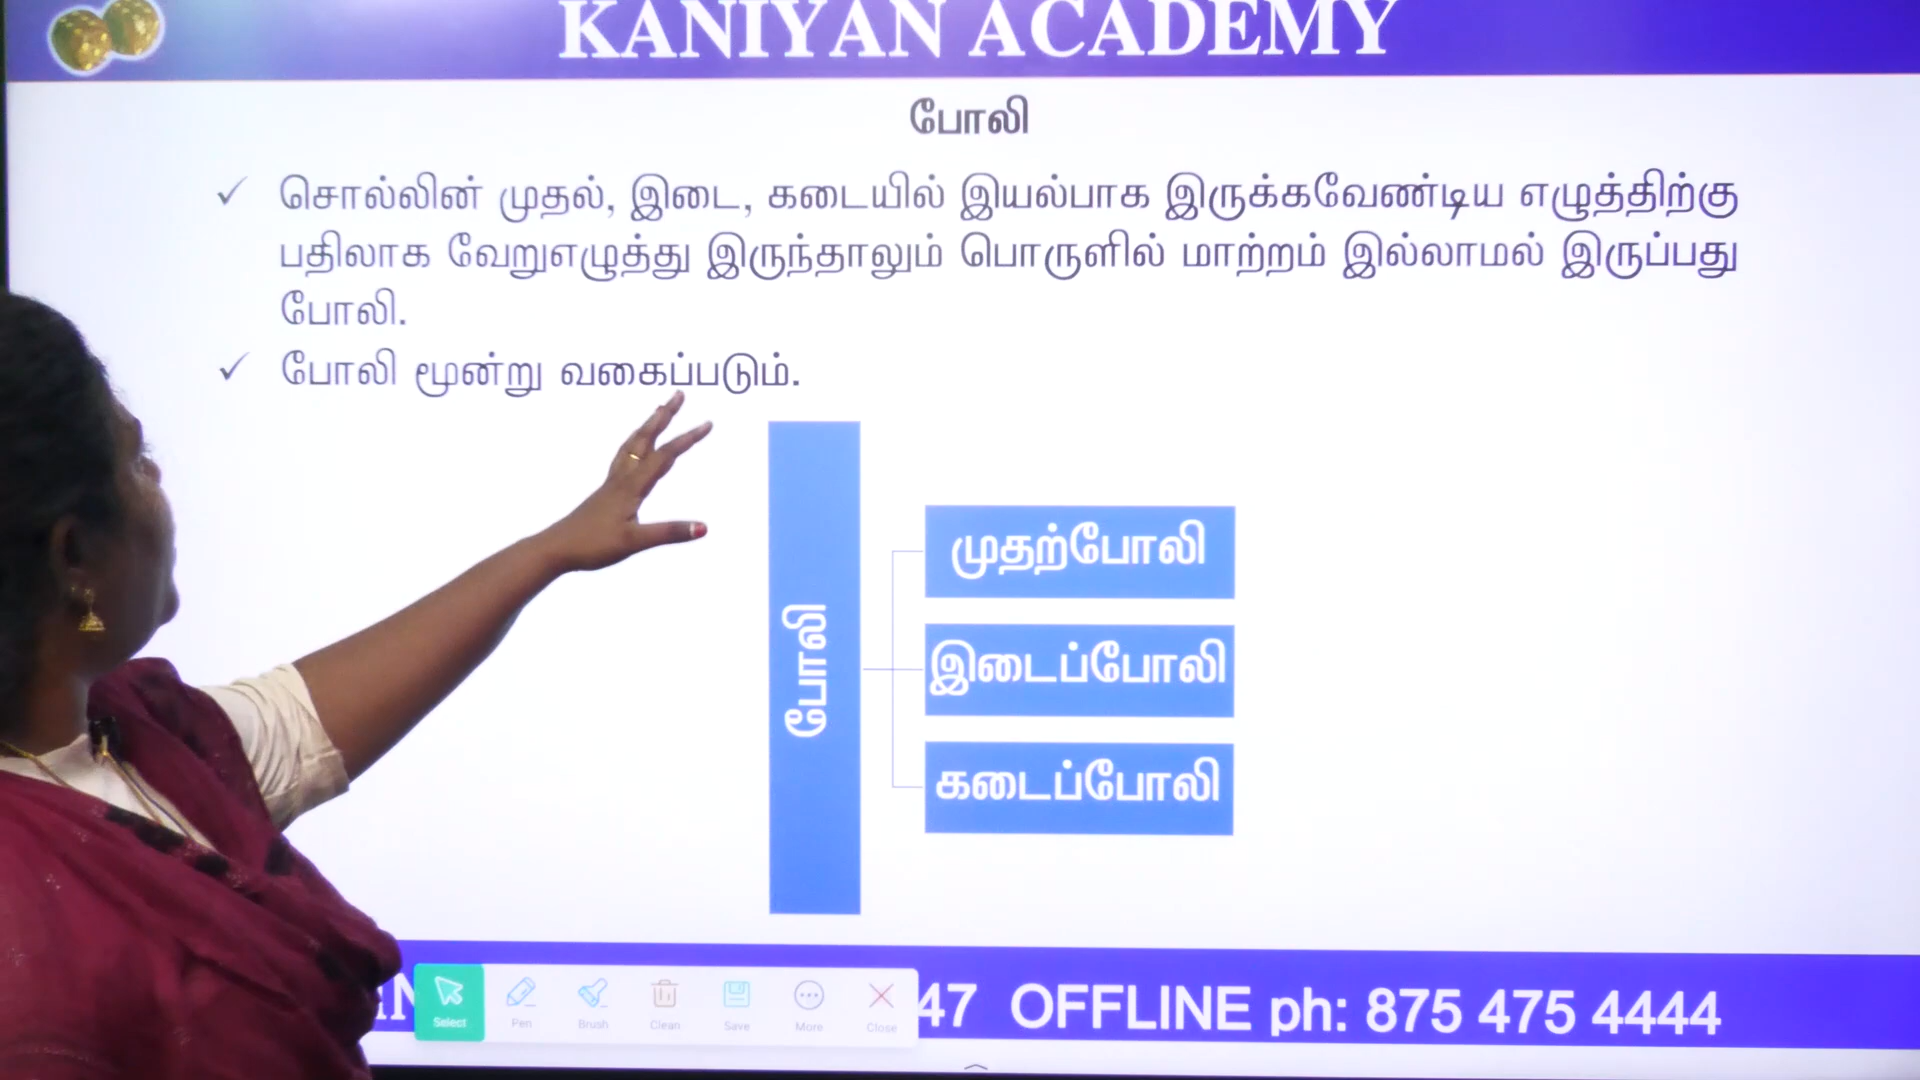 KANIYAN ACADEMY
போலி
✓ சொல்லின் முதல், இடை, கடையில் இயல்பாக இருக்கவேண்டிய எழுத்திற்கு
பதிலாக வேறுஎழுத்து இருந்தாலும் பொருளில் மாற்றம் இல்லாமல் இருப்பது
போலி.
✓ போலி மூன்று வகைப்படும்.
போலி
முதற்போலி
இடைப்போலி
கடைப்போலி
47 OFFLINE ph: 875 475 4444
Select Pen Brush Clean Save More Close